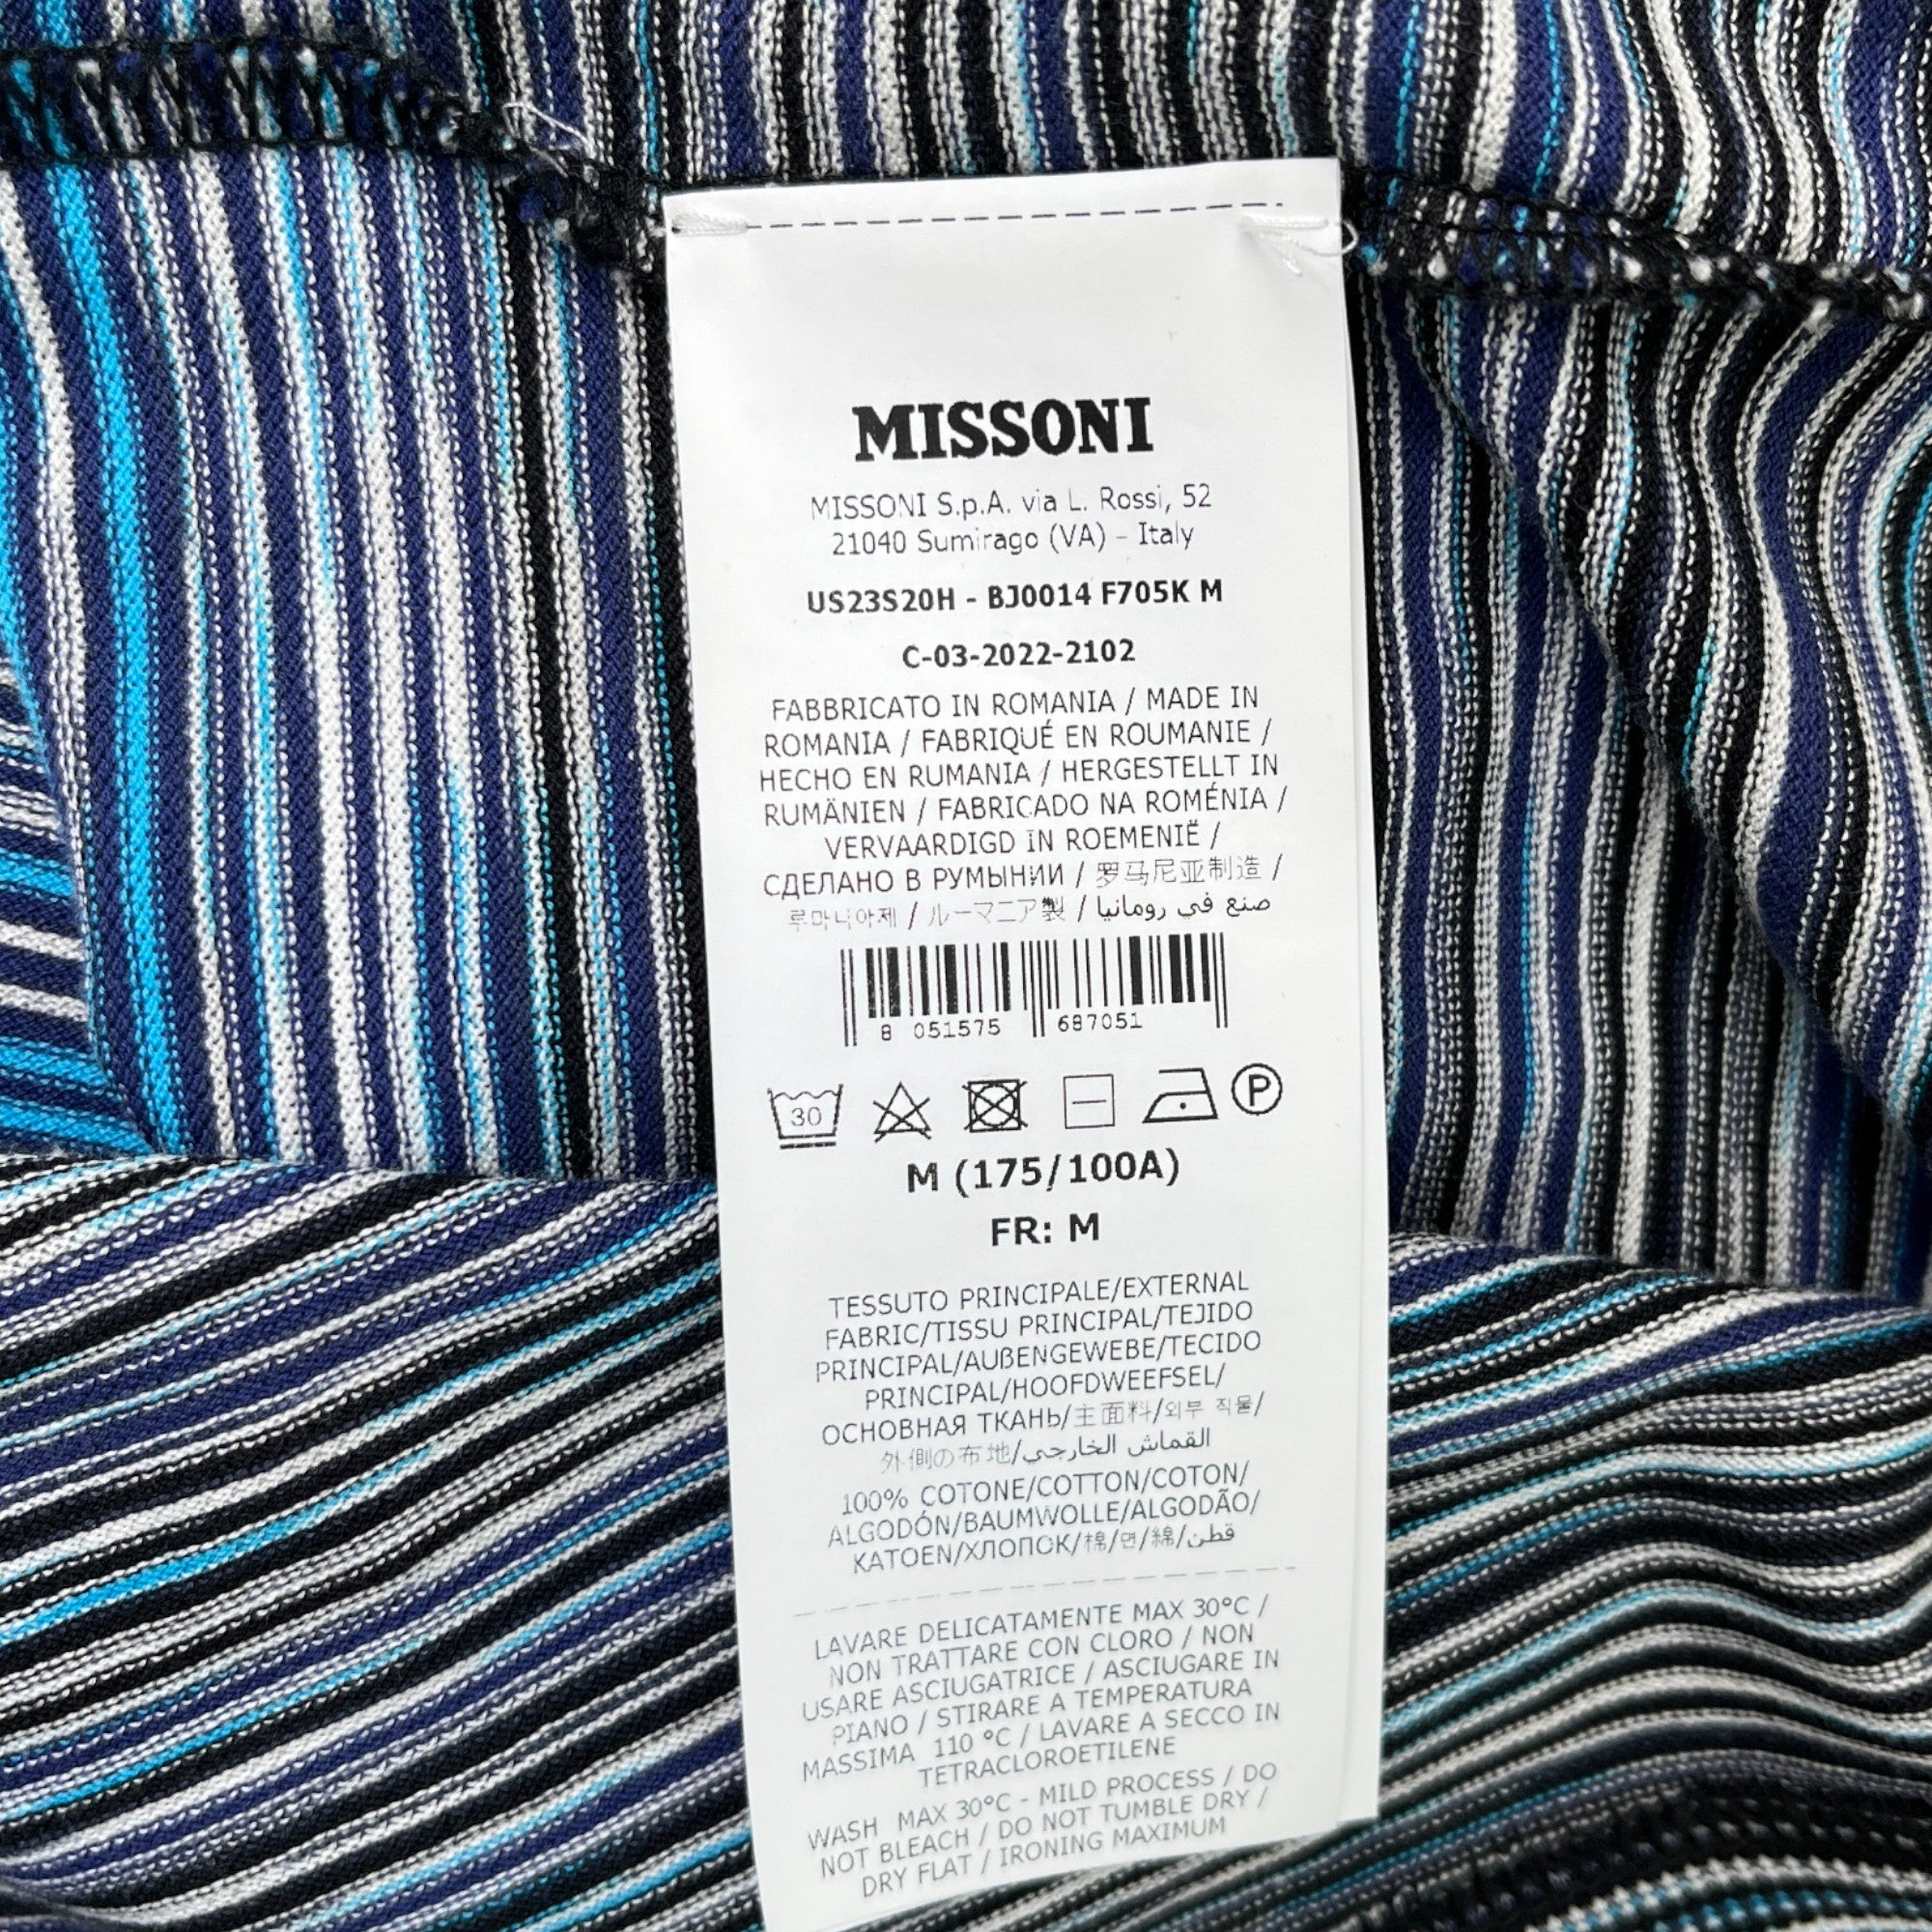 MISSONI
MISSONI S.p.A. via L. Rossi, 52
21040 Sumirago (VA) - Italy
US23S20H - BJ0014 F705K M
C-03-2022-2102
FABBRICATO IN ROMANIA / MADE IN
ROMANIA / FABRIQUÉ EN ROUMANIE /
HECHO EN RUMANIA / HERGESTELLT IN
RUMÄNIEN / FABRICADO NA ROMÉNIA /
VERVAARDIGD IN ROEMENIË /
СДЕЛАНО В РУМЫНИИ / 罗马尼亚制造 /
루마니아제 / ルーマニア製 / صنع في رومانيا
8 051575 687051
30 P
M (175/100A)
FR: M
TESSUTO PRINCIPALE/EXTERNAL
FABRIC/TISSU PRINCIPAL/TEJIDO
PRINCIPAL/AUßENGEWEBE/TECIDO
PRINCIPAL/HOOFDWEEFSEL/
ОСНОВНАЯ ТКАНЬ/主面料/외부 직물/
外側の布地/القماش الخارجي
100% COTONE/COTTON/COTON/
ALGODÓN/BAUMWOLLE/ALGODÃO/
KATOEN/ХЛОПОК/棉/면/綿/قطن
LAVARE DELICATAMENTE MAX 30°C /
NON TRATTARE CON CLORO / NON
USARE ASCIUGATRICE / ASCIUGARE IN
PIANO / STIRARE A TEMPERATURA
MASSIMA 110 °C / LAVARE A SECCO IN
TETRACLOROETILENE
WASH MAX 30°C - MILD PROCESS / DO
NOT BLEACH / DO NOT TUMBLE DRY /
DRY FLAT / IRONING MAXIMUM